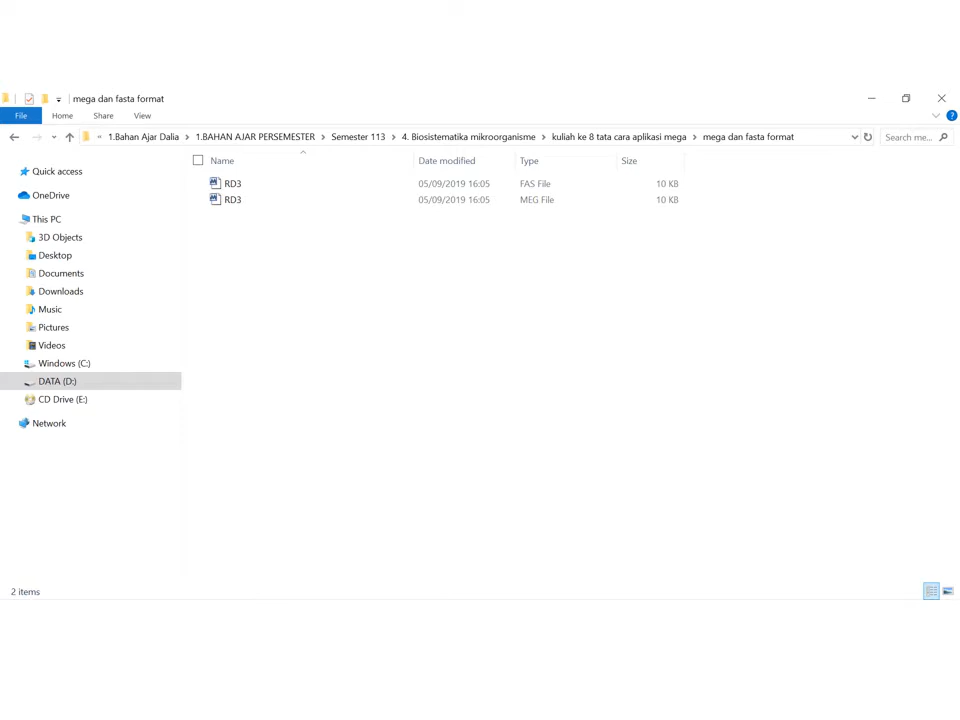 mega dan fasta format
File Home Share View
« 1.Bahan Ajar Dalia > 1.BAHAN AJAR PERSEMESTER > Semester 113 > 4. Biosistematika mikroorganisme > kuliah ke 8 tata cara aplikasi mega > mega dan fasta format Search me...
Name Date modified Type Size
RD3 05/09/2019 16:05 FAS File 10 KB
RD3 05/09/2019 16:05 MEG File 10 KB
Quick access
OneDrive
This PC
3D Objects
Desktop
Documents
Downloads
Music
Pictures
Videos
Windows (C:)
DATA (D:)
CD Drive (E:)
Network
2 items